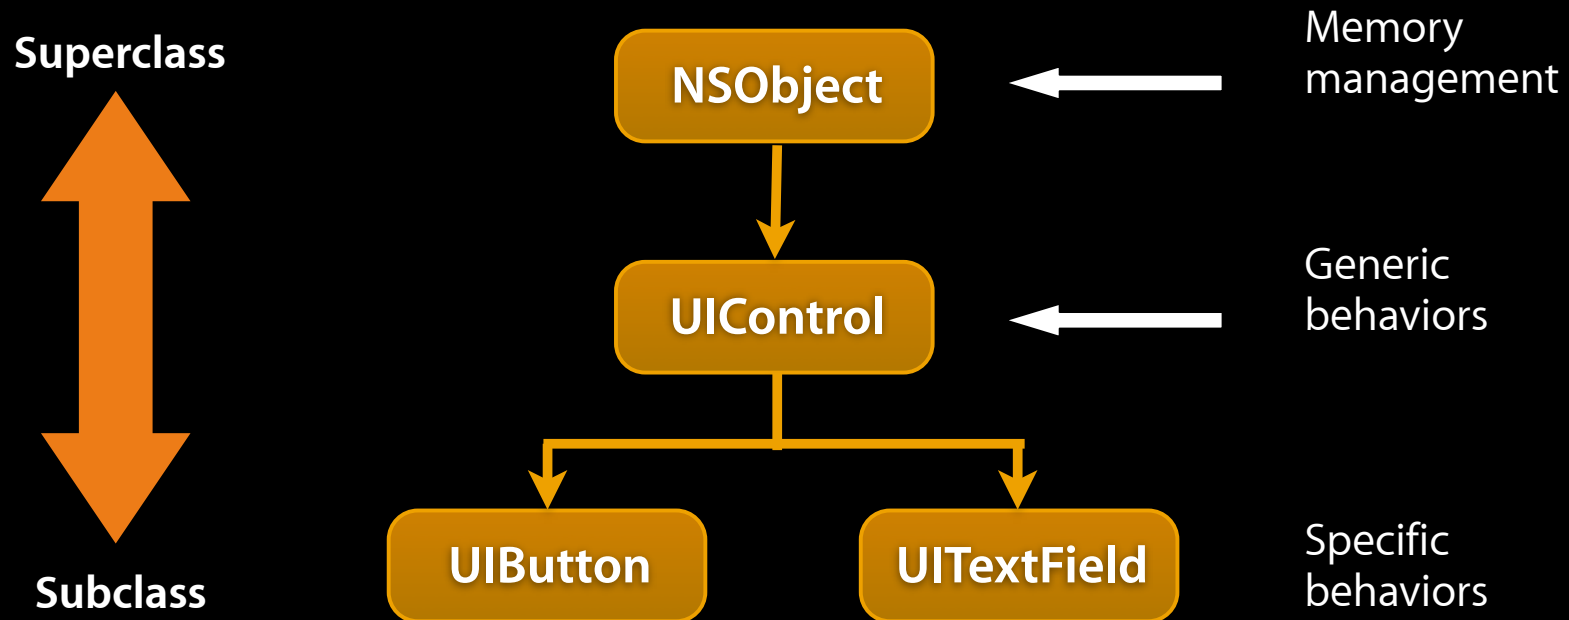 Superclass
NSObject
Memory
management
UIControl
Generic
behaviors
UIButton
UITextField
Specific
behaviors
Subclass